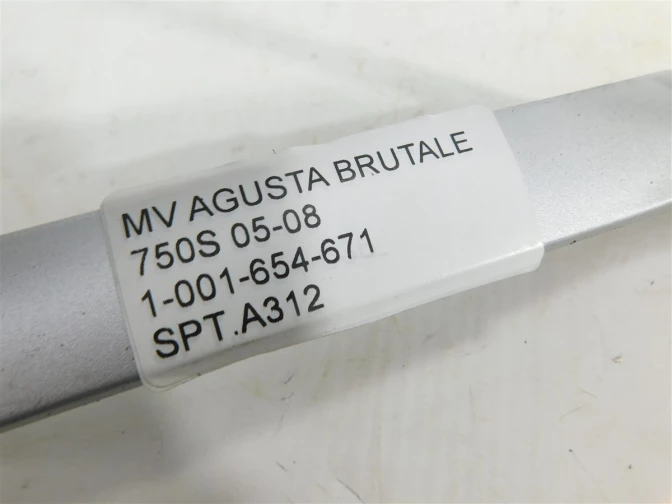 MV AGUSTA BRUTALE
750S 05-08
1-001-654-671
SPT.A312